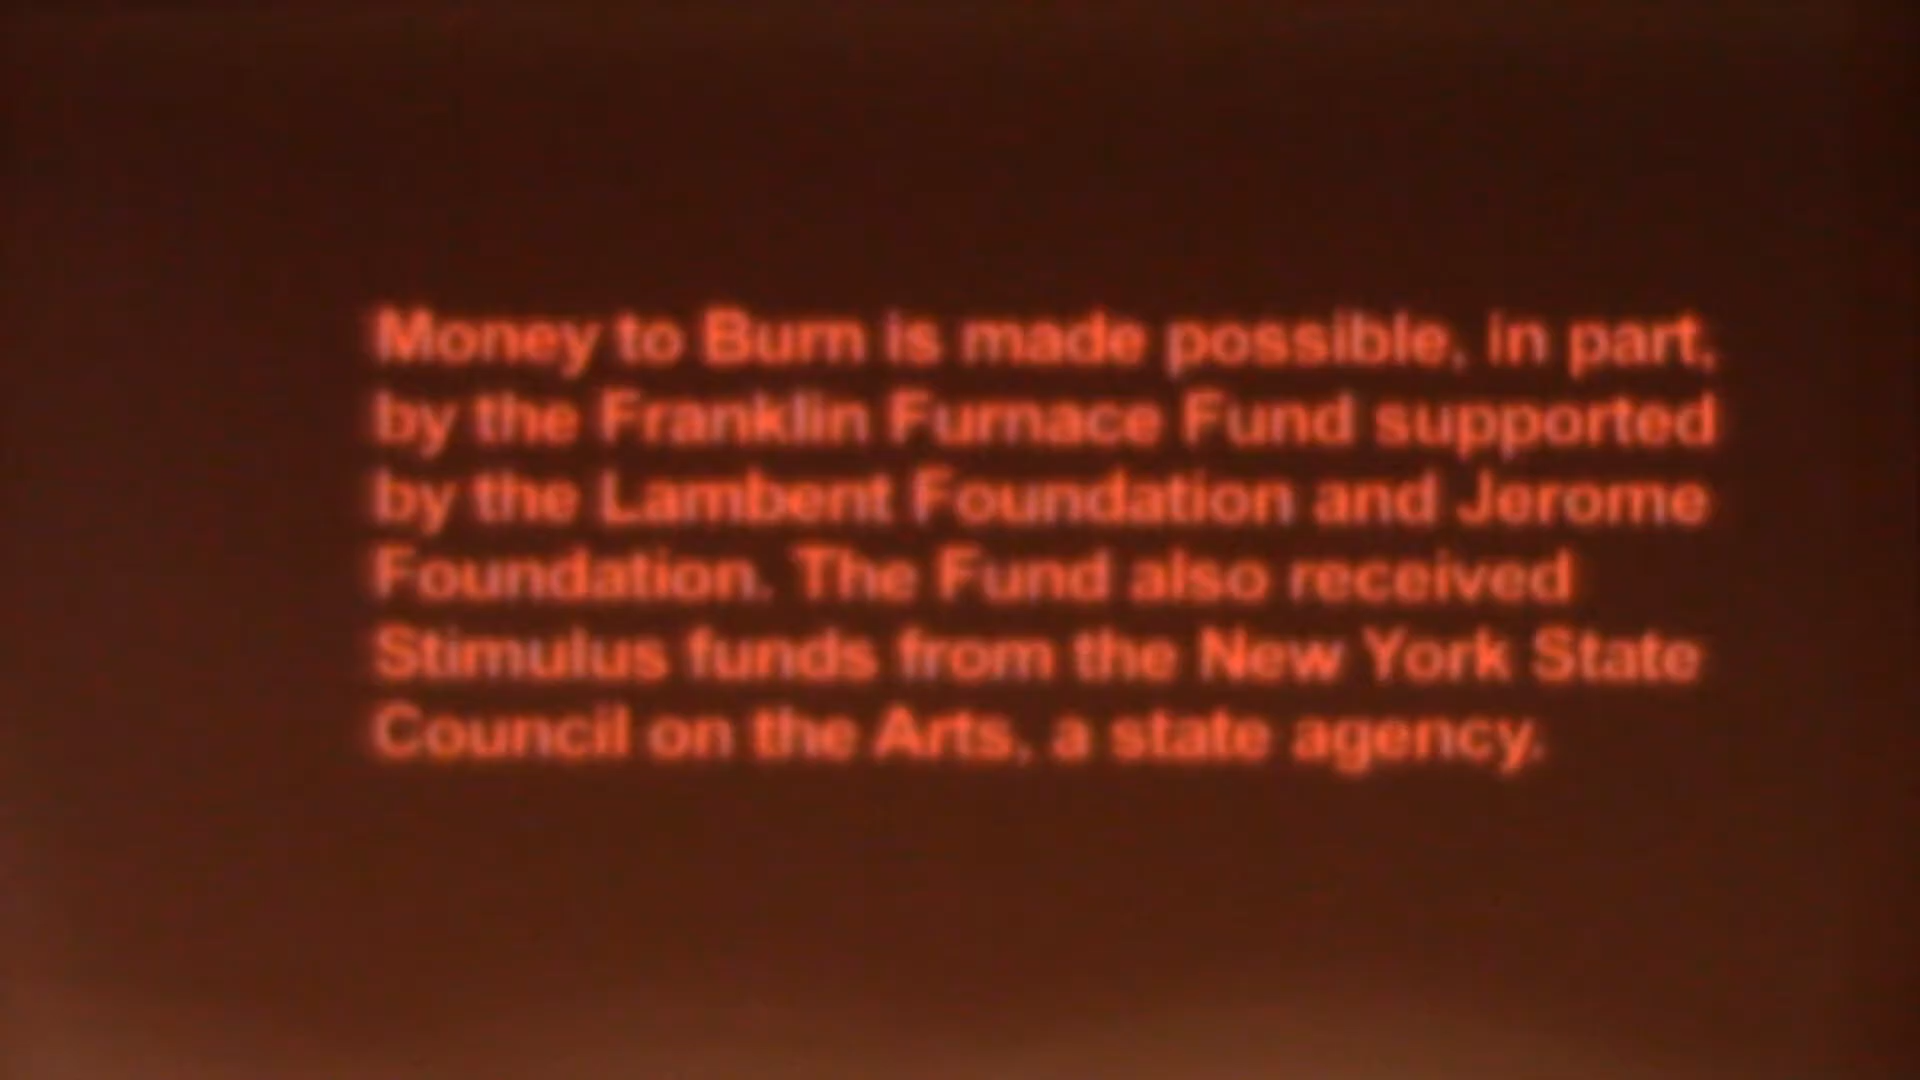 Money to Burn is made possible, in part,
by the Franklin Furnace Fund supported
by the Lambent Foundation and Jerome
Foundation. The Fund also received
Stimulus funds from the New York State
Council on the Arts, a state agency.